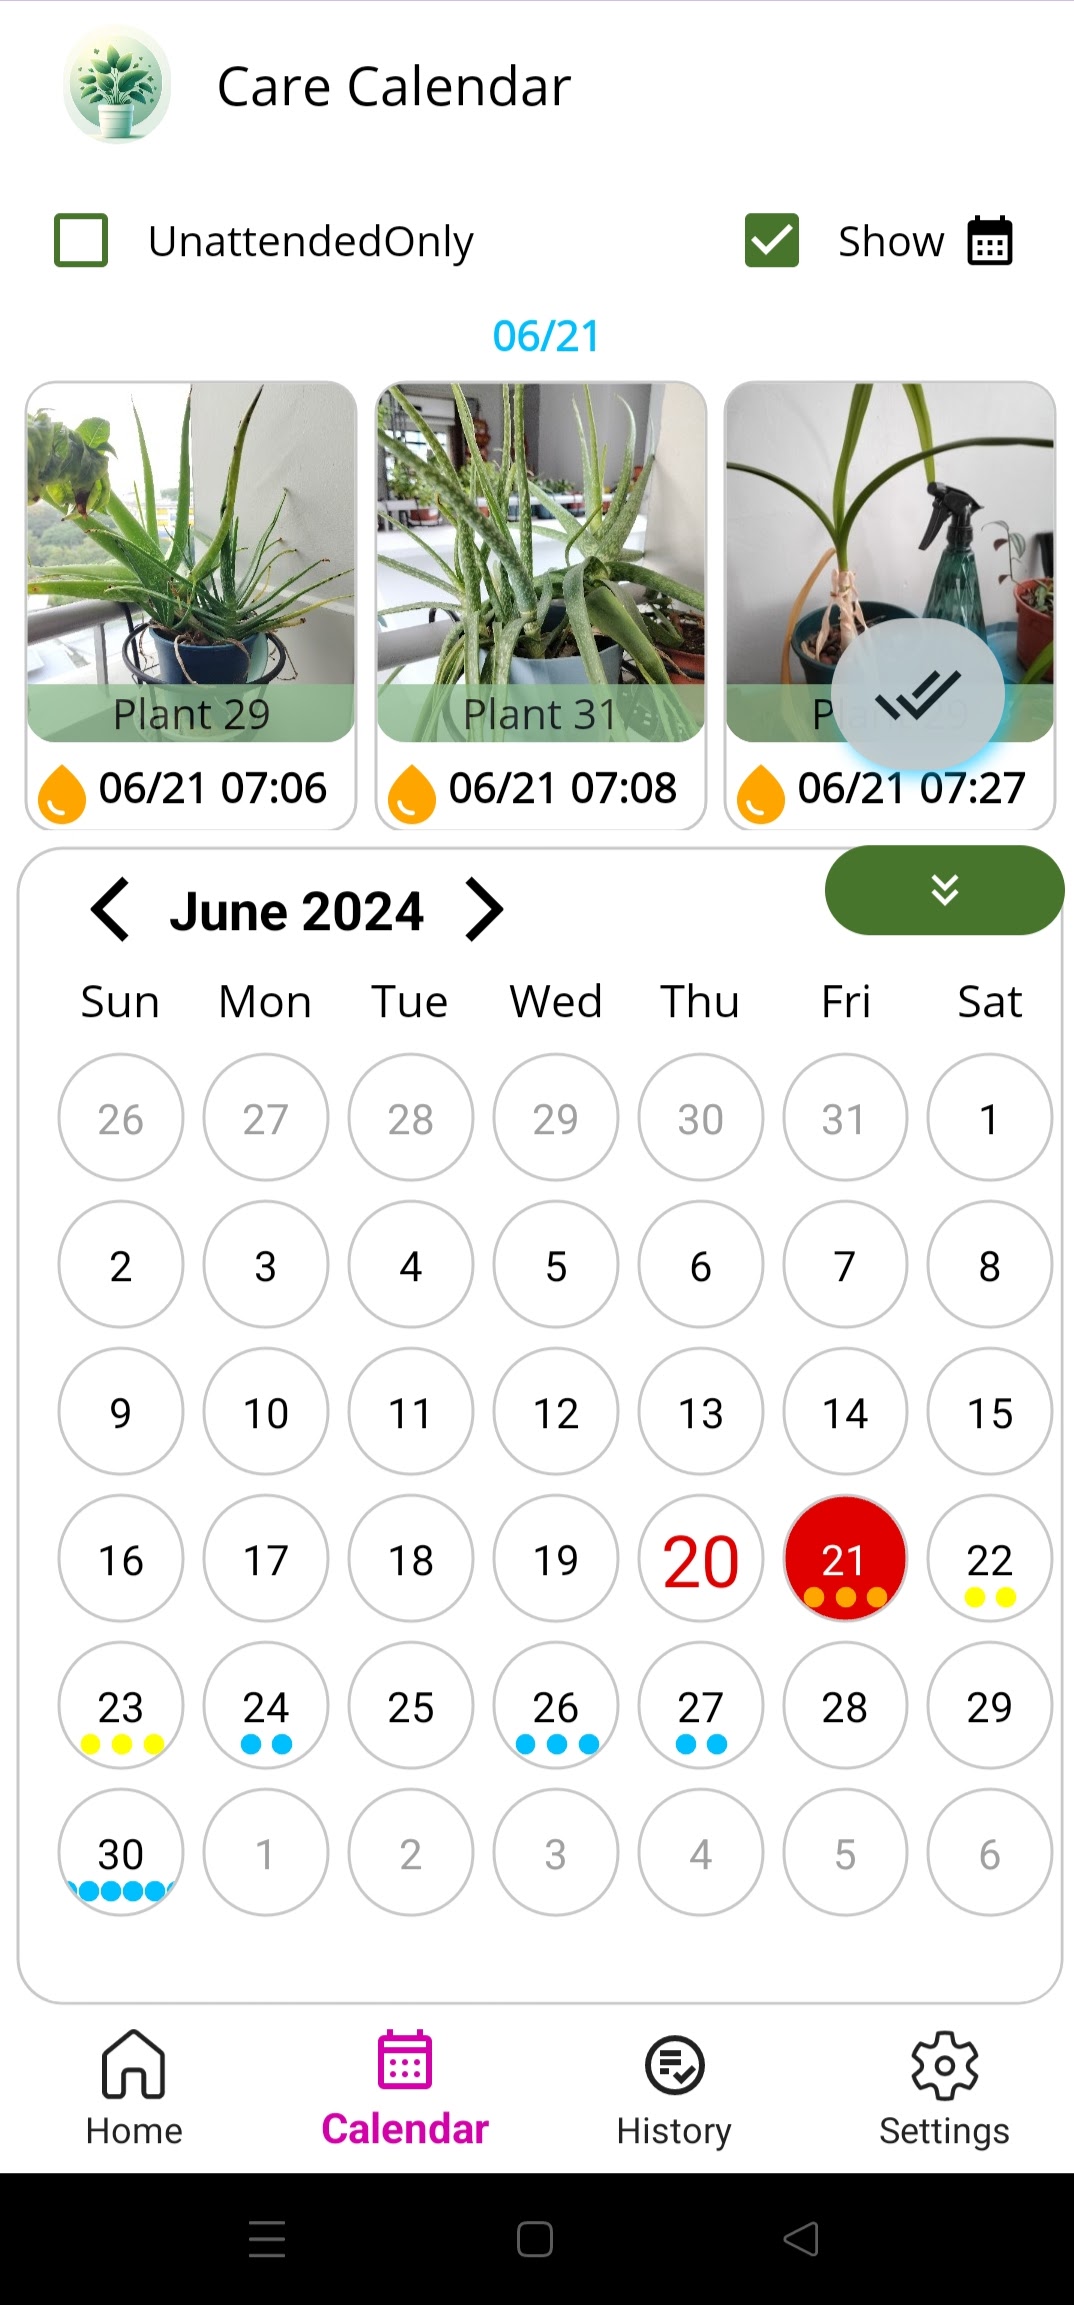 Care Calendar
UnattendedOnly Show
06/21
Plant 29 Plant 31
06/21 07:06 06/21 07:08 06/21 07:27
June 2024
Sun Mon Tue Wed Thu Fri Sat
26 27 28 29 30 31 1
2 3 4 5 6 7 8
9 10 11 12 13 14 15
16 17 18 19 20 21 22
23 24 25 26 27 28 29
30 1 2 3 4 5 6
Home Calendar History Settings